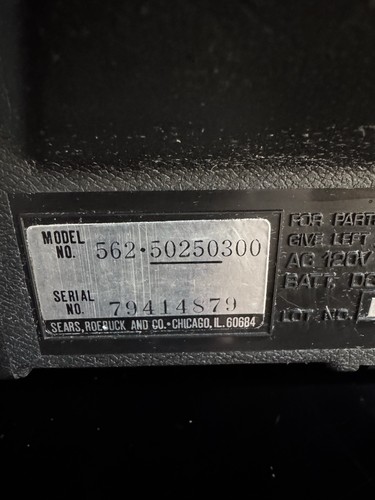 MODEL
NO. 562·50250300
SERIAL
NO. 79414879
SEARS, ROEBUCK AND CO.•CHICAGO, IL. 60684
FOR PART
GIVE LEFT
AC 120V
BATT. DC
LOT NO.